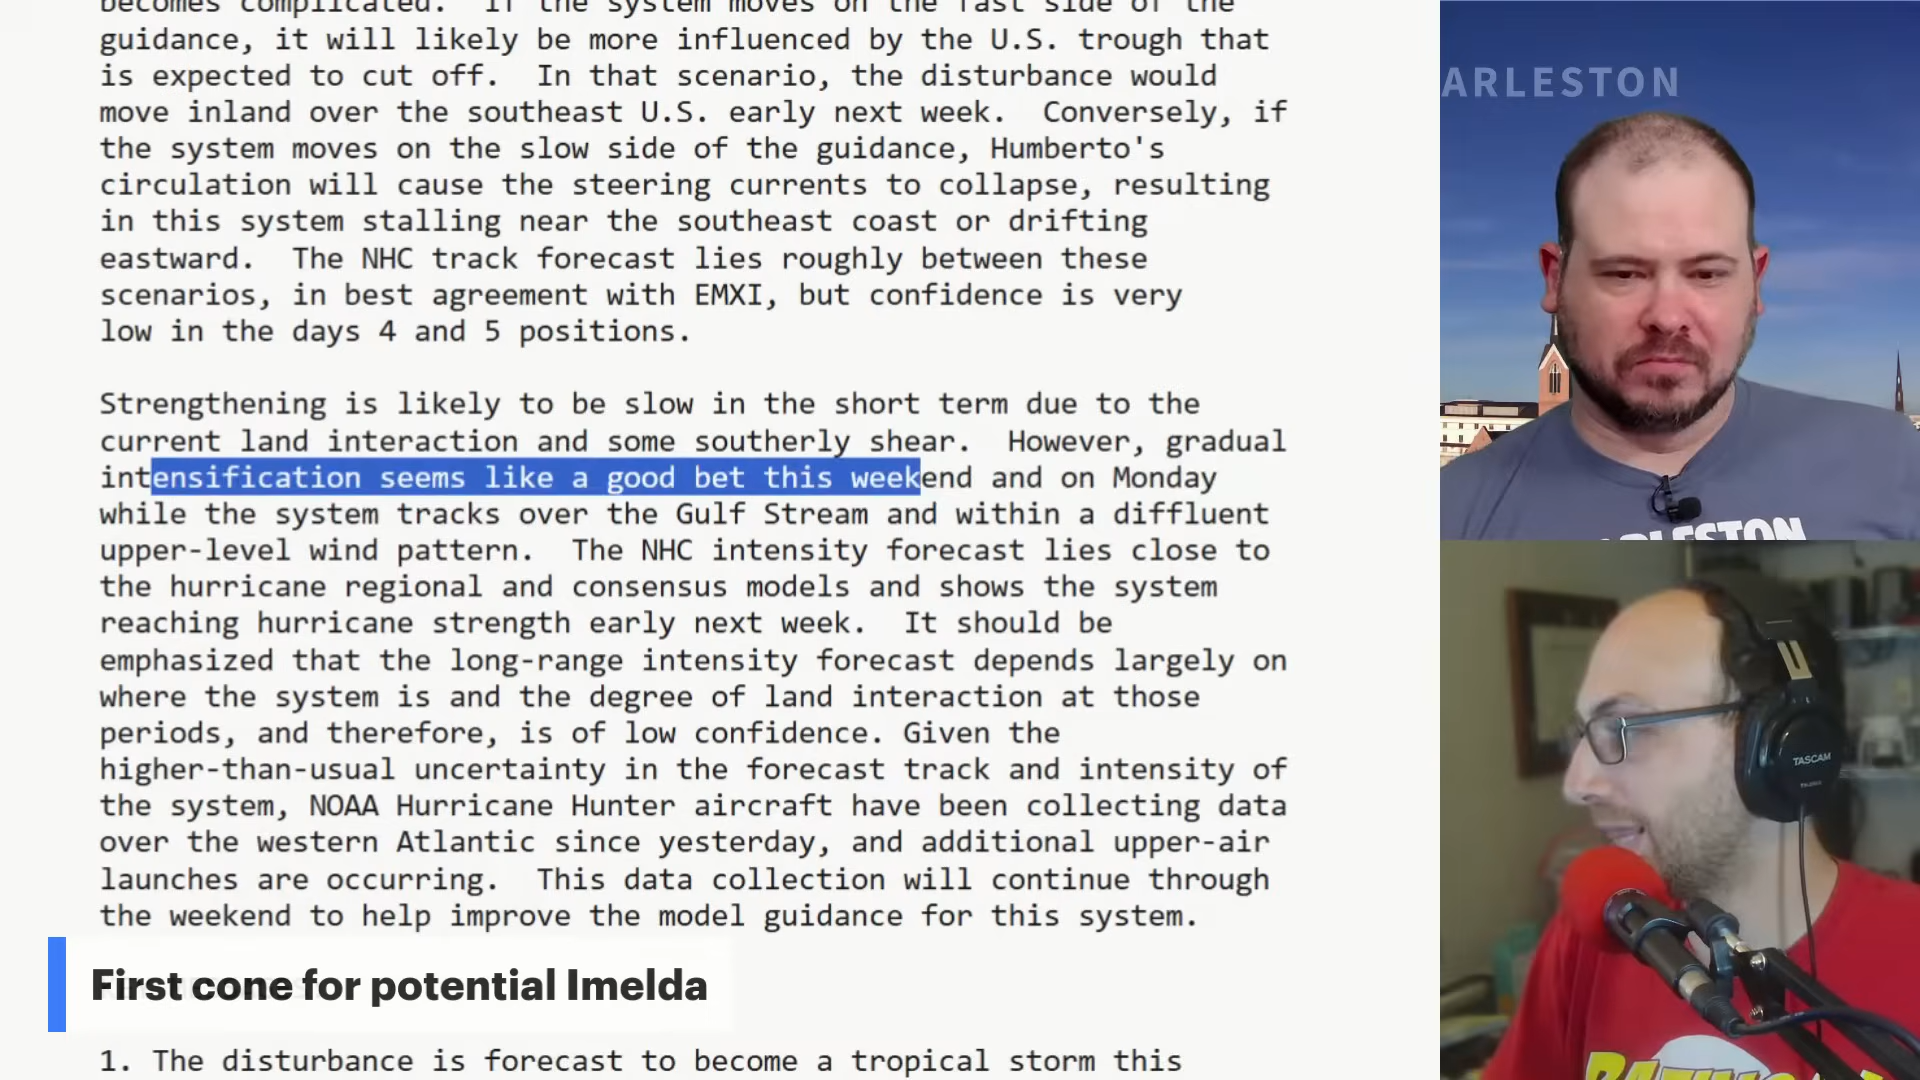 becomes complicated.  If the system moves on the fast side of the
guidance, it will likely be more influenced by the U.S. trough that
is expected to cut off.  In that scenario, the disturbance would
move inland over the southeast U.S. early next week.  Conversely, if
the system moves on the slow side of the guidance, Humberto's
circulation will cause the steering currents to collapse, resulting
in this system stalling near the southeast coast or drifting
eastward.  The NHC track forecast lies roughly between these
scenarios, in best agreement with EMXI, but confidence is very
low in the days 4 and 5 positions.
Strengthening is likely to be slow in the short term due to the
current land interaction and some southerly shear.  However, gradual
intensification seems like a good bet this weekend and on Monday
while the system tracks over the Gulf Stream and within a diffluent
upper-level wind pattern.  The NHC intensity forecast lies close to
the hurricane regional and consensus models and shows the system
reaching hurricane strength early next week.  It should be
emphasized that the long-range intensity forecast depends largely on
where the system is and the degree of land interaction at those
periods, and therefore, is of low confidence. Given the
higher-than-usual uncertainty in the forecast track and intensity of
the system, NOAA Hurricane Hunter aircraft have been collecting data
over the western Atlantic since yesterday, and additional upper-air
launches are occurring.  This data collection will continue through
the weekend to help improve the model guidance for this system.
First cone for potential Imelda
1. The disturbance is forecast to become a tropical storm this
ARLESTON
ARLESTON
U
TASCAM